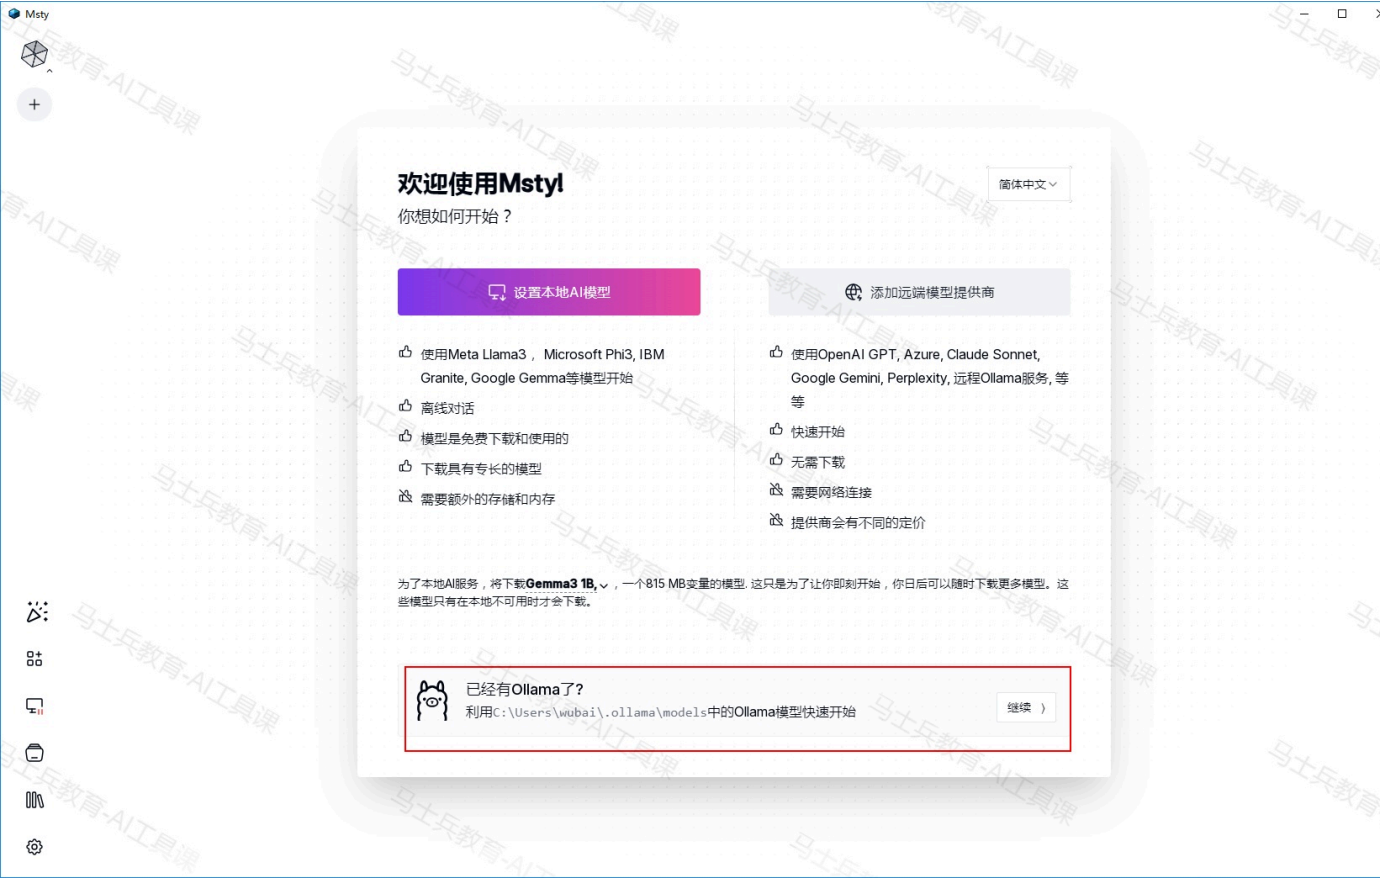 Msty
欢迎使用Msty!
简体中文
你想如何开始？
设置本地AI模型
添加远端模型提供商
使用Meta Llama3 ， Microsoft Phi3, IBM
Granite, Google Gemma等模型开始
离线对话
模型是免费下载和使用的
下载具有专长的模型
需要额外的存储和内存
使用OpenAI GPT, Azure, Claude Sonnet,
Google Gemini, Perplexity, 远程Ollama服务, 等
等
快速开始
无需下载
需要网络连接
提供商会有不同的定价
为了本地AI服务，将下载Gemma3 1B, ，一个815 MB变量的模型. 这只是为了让你即刻开始，你日后可以随时下载更多模型。这
些模型只有在本地不可用时才会下载。
已经有Ollama了?
利用C:\Users\wubai\.ollama\models中的Ollama模型快速开始
继续
马士兵教育-AI工具课